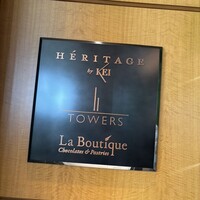 HÉRITAGE
by KEI
TOWERS
La Boutique
Chocolates & Pastries